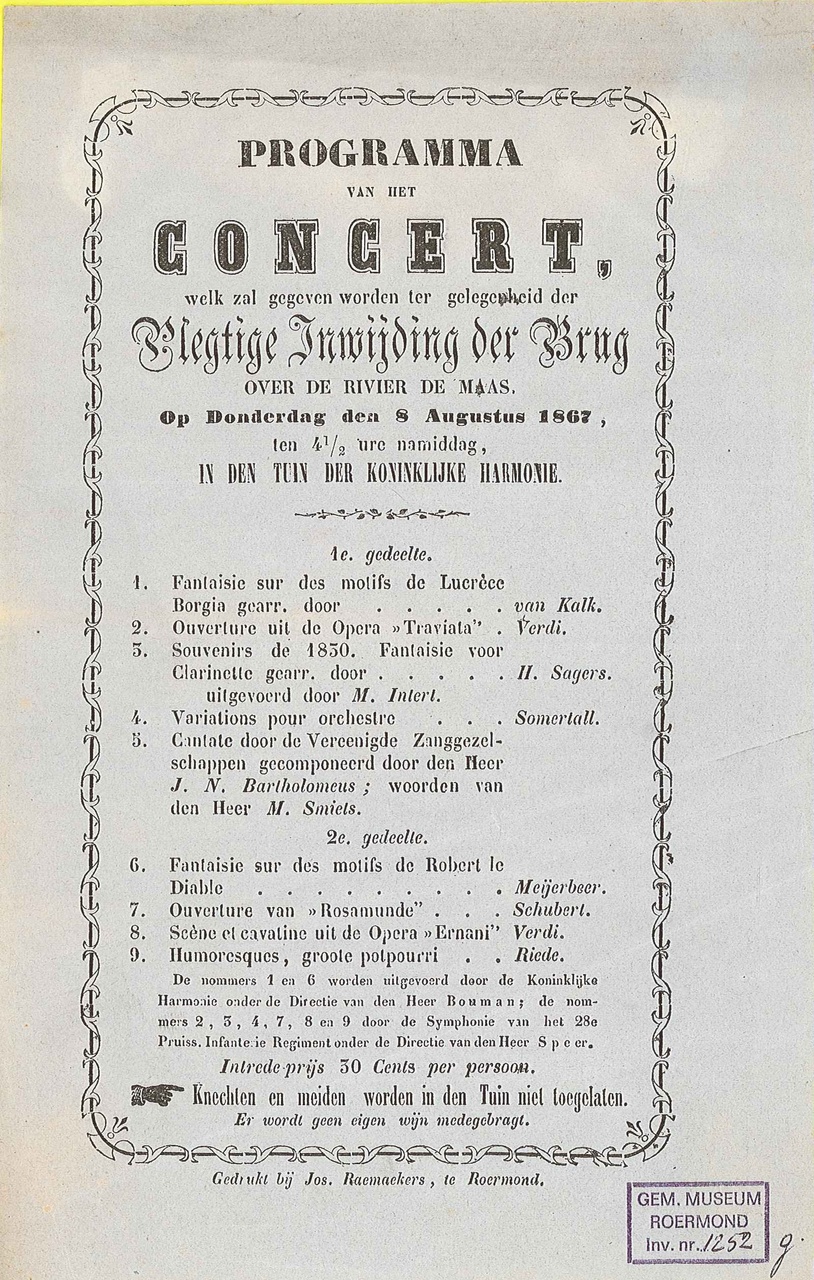 PROGRAMMA
VAN HET
CONCERT,
welk zal gegeven worden ter gelegenheid der
Plegtige Inwijding der Brug
OVER DE RIVIER DE MAAS.
Op Donderdag den 8 Augustus 1867,
ten 4 1/2 ure namiddag,
IN DEN TUIN DER KONINKLIJKE HARMONIE.
1e. gedeelte.
1. Fantaisie sur des motifs de Lucrèce
Borgia gearr. door . . . . . van Kalk.
2. Ouverture uit de Opera »Traviata” . Verdi.
3. Souvenirs de 1830. Fantaisie voor
Clarinette gearr. door . . . . . H. Sagers.
uitgevoerd door M. Intert.
4. Variations pour orchestre . . . Somertall.
5. Cantate door de Vereenigde Zanggezel-
schappen gecomponeerd door den Heer
J. N. Bartholomeus; woorden van
den Heer M. Smiets.
2e. gedeelte.
6. Fantaisie sur des motifs de Robert le
Diable . . . . . . . . . Meijerbeer.
7. Ouverture van »Rosamunde” . . . Schubert.
8. Scène et cavatine uit de Opera »Ernani” Verdi.
9. Humoresques, groote potpourri . . Riede.
De nommers 1 en 6 worden uitgevoerd door de Koninklijke
Harmonie onder de Directie van den Heer Bouman; de nom-
mers 2, 3, 4, 7, 8 en 9 door de Symphonie van het 28e
Pruiss. Infanterie Regiment onder de Directie van den Heer Speer.
Intrede-prijs 30 Cents per persoon.
Knechten en meiden worden in den Tuin niet toegelaten.
Er wordt geen eigen wijn medegebragt.
Gedrukt bij Jos. Raemaekers, te Roermond.
GEM. MUSEUM
ROERMOND
Inv. nr. 1252 g.